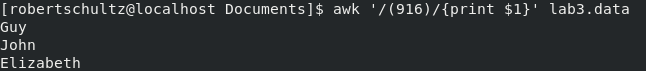 [robertschultz@localhost Documents]$ awk '/(916)/{print $1}' lab3.data
Guy
John
Elizabeth